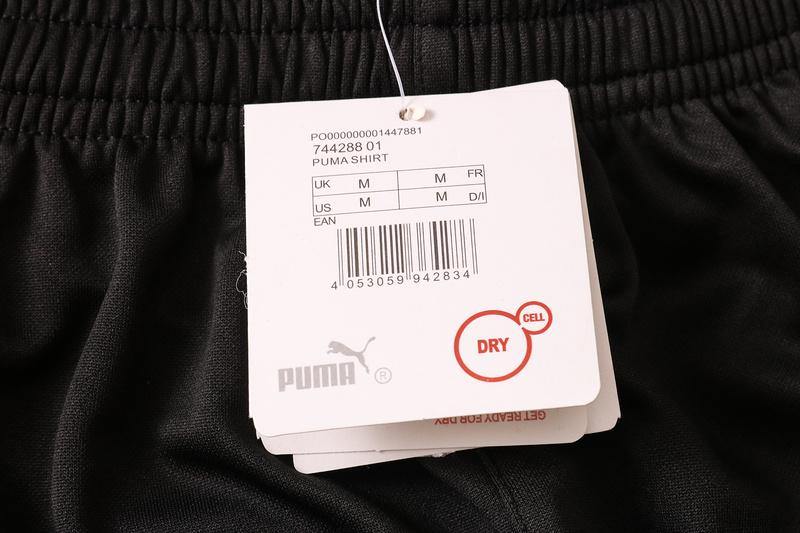 PO000000001447881
744288 01
PUMA SHIRT
UK M M FR
US M M D/I
EAN
4 053059 942834
CELL
DRY
PUMA ®
GET READY FOR DRY